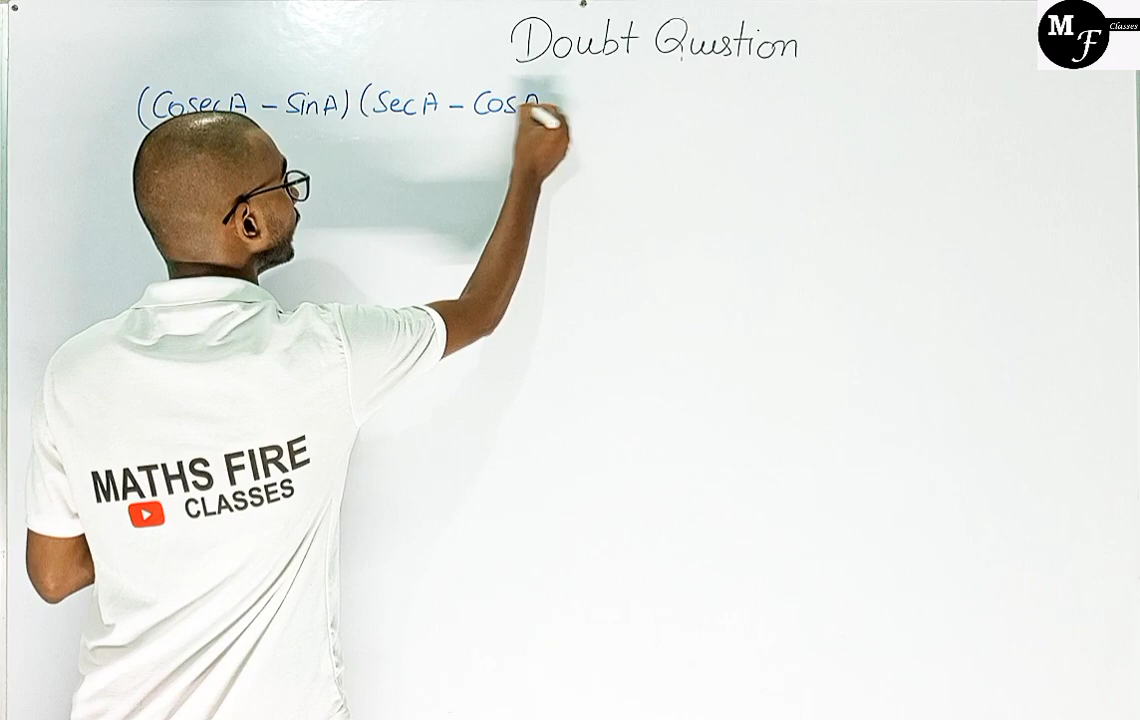 Doubt Question
M F Classes
(CosecA - SinA) (SecA - CosA
MATHS FIRE
CLASSES